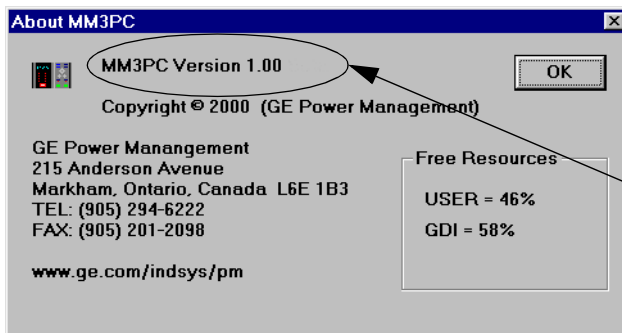 About MM3PC
MM3PC Version 1.00
OK
Copyright © 2000 (GE Power Management)
GE Power Manangement
215 Anderson Avenue
Markham, Ontario, Canada L6E 1B3
TEL: (905) 294-6222
FAX: (905) 201-2098
www.ge.com/indsys/pm
Free Resources
USER = 46%
GDI = 58%